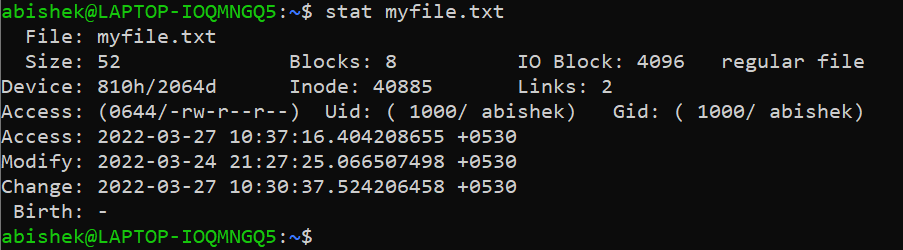 abishek@LAPTOP-IOQMNGQ5:~$ stat myfile.txt
  File: myfile.txt
  Size: 52              Blocks: 8          IO Block: 4096   regular file
Device: 810h/2064d      Inode: 40885       Links: 2
Access: (0644/-rw-r--r--)  Uid: ( 1000/ abishek)   Gid: ( 1000/ abishek)
Access: 2022-03-27 10:37:16.404208655 +0530
Modify: 2022-03-24 21:27:25.066507498 +0530
Change: 2022-03-27 10:30:37.524206458 +0530
 Birth: -
abishek@LAPTOP-IOQMNGQ5:~$